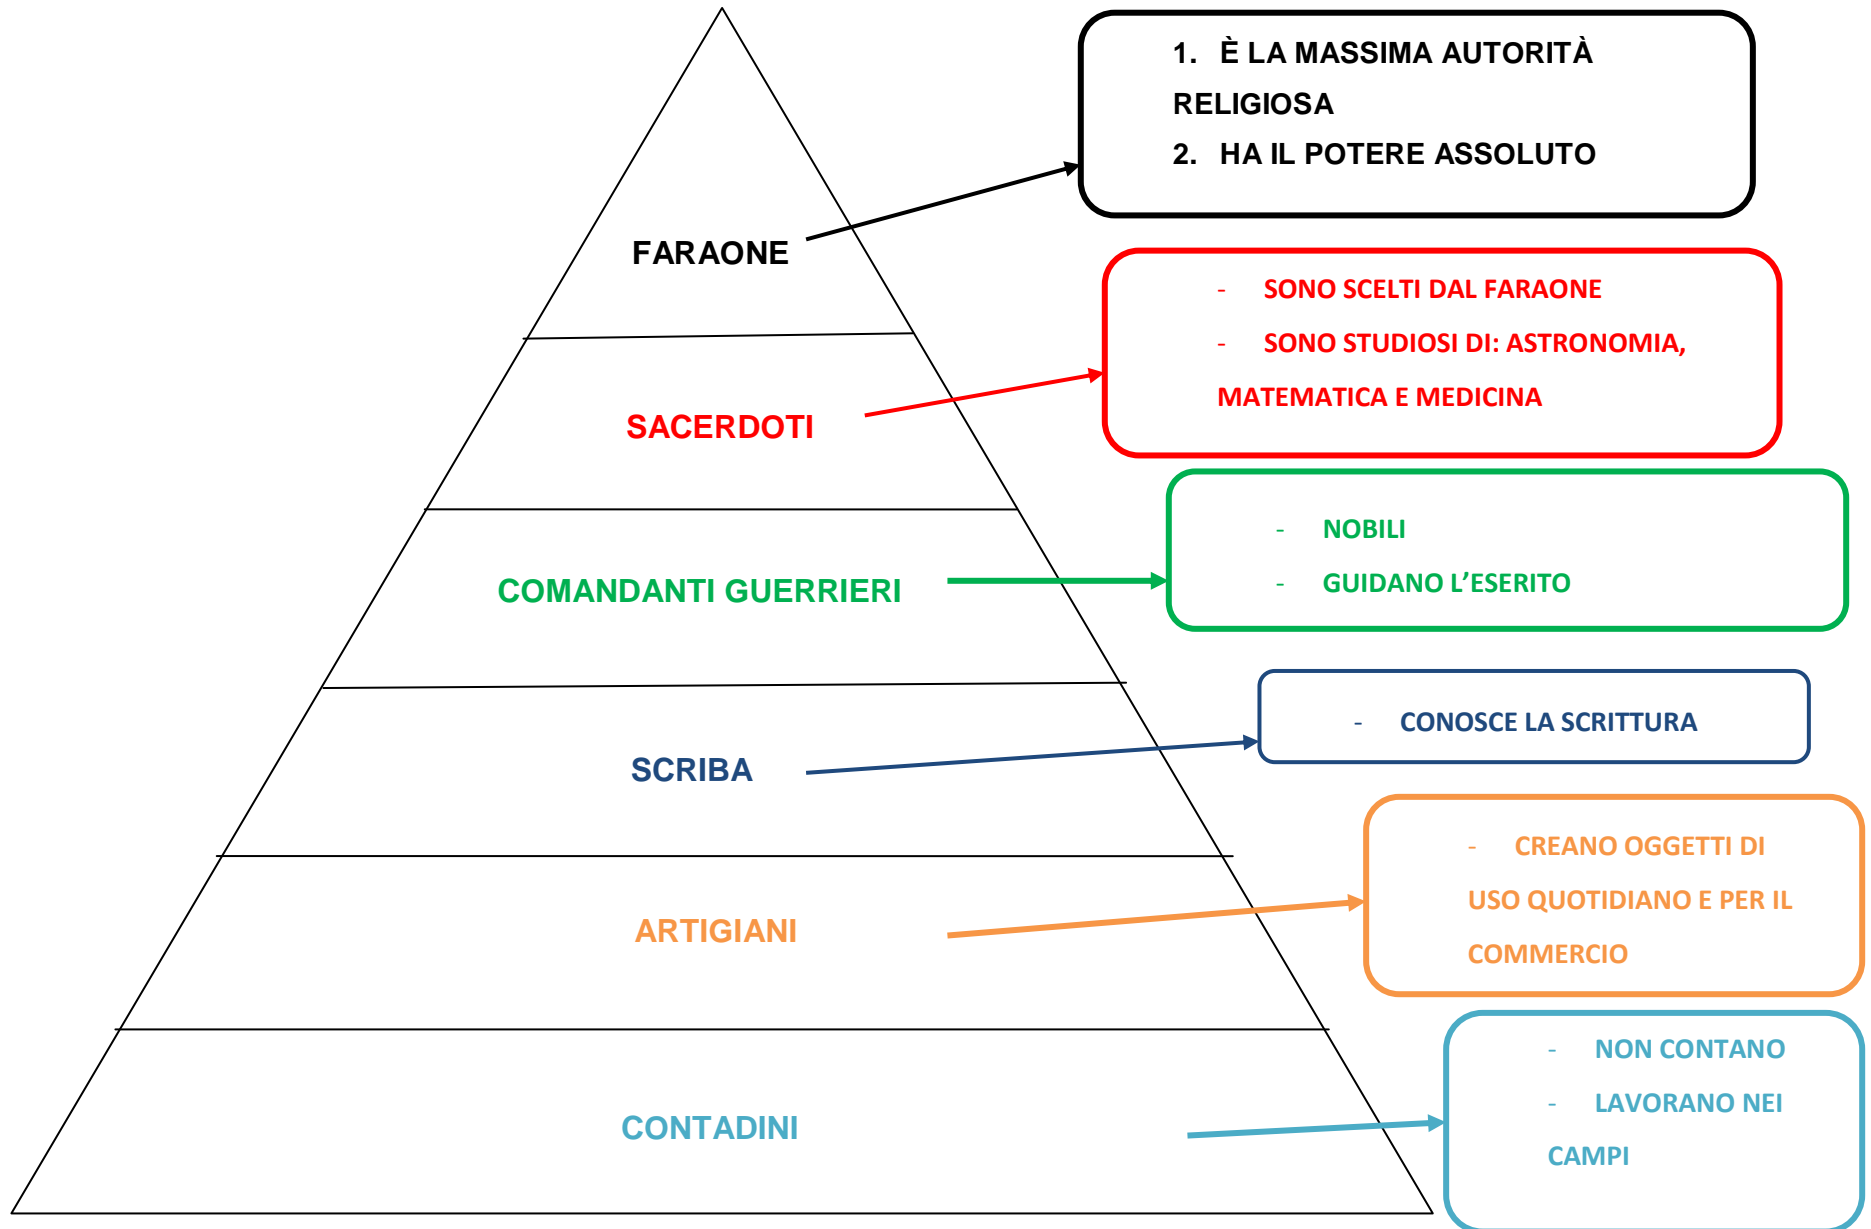 1. È LA MASSIMA AUTORITÀ
RELIGIOSA
2. HA IL POTERE ASSOLUTO
FARAONE
- SONO SCELTI DAL FARAONE
- SONO STUDIOSI DI: ASTRONOMIA,
MATEMATICA E MEDICINA
SACERDOTI
- NOBILI
- GUIDANO L’ESERITO
COMANDANTI GUERRIERI
- CONOSCE LA SCRITTURA
SCRIBA
- CREANO OGGETTI DI
USO QUOTIDIANO E PER IL
COMMERCIO
ARTIGIANI
- NON CONTANO
- LAVORANO NEI
CAMPI
CONTADINI